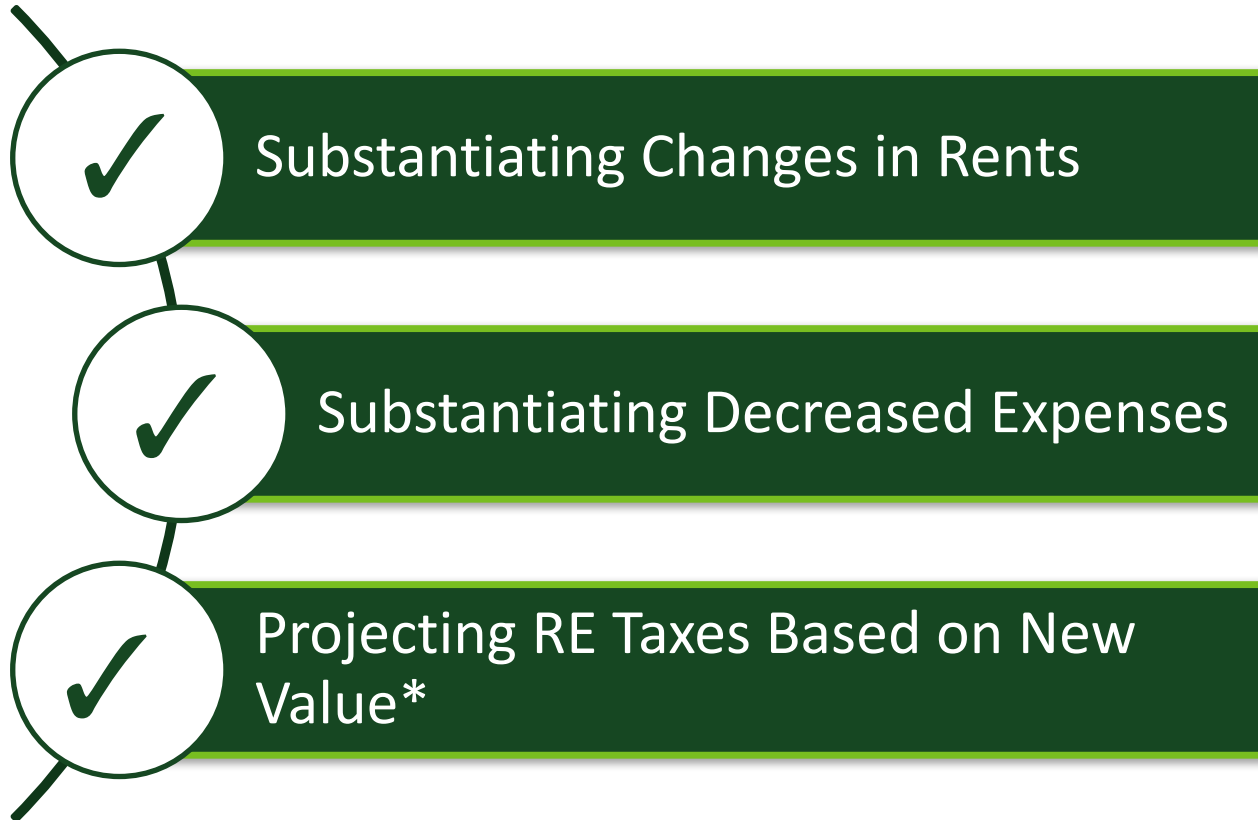 Substantiating Changes in Rents
Substantiating Decreased Expenses
Projecting RE Taxes Based on New
Value*